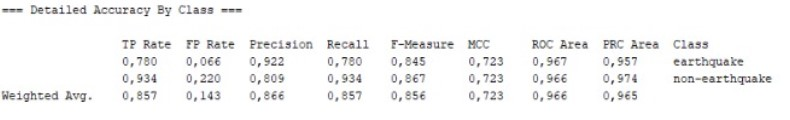 === Detailed Accuracy By Class ===
TP Rate FP Rate Precision Recall F-Measure MCC ROC Area PRC Area Class
0,780 0,066 0,922 0,780 0,845 0,723 0,967 0,957 earthquake
0,934 0,220 0,809 0,934 0,867 0,723 0,966 0,974 non-earthquake
Weighted Avg. 0,857 0,143 0,866 0,857 0,856 0,723 0,966 0,965